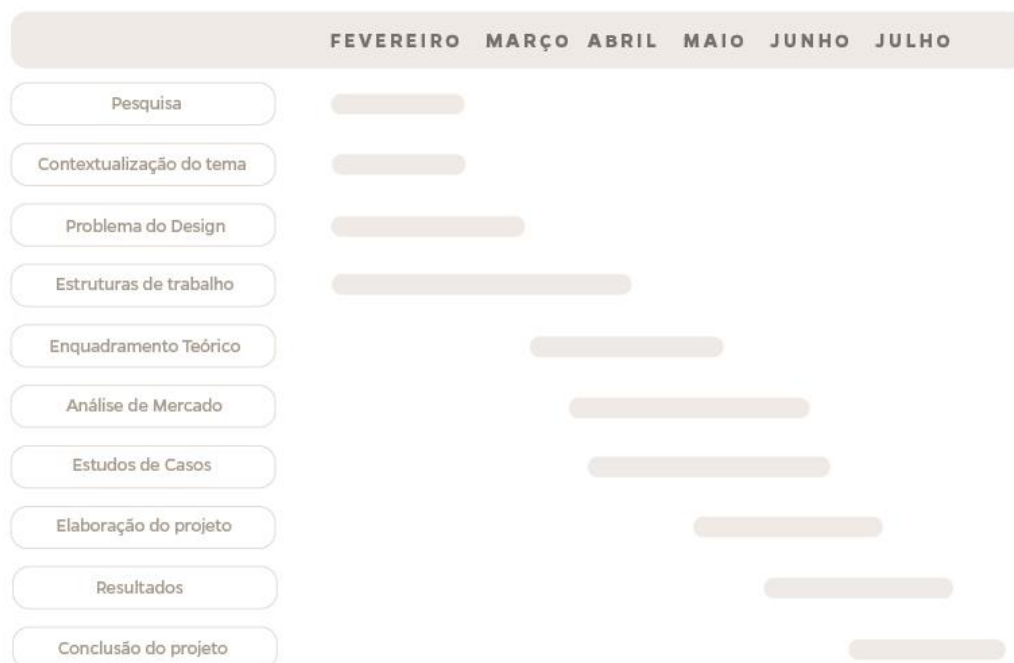 FEVEREIRO MARÇO ABRIL MAIO JUNHO JULHO
Pesquisa
Contextualização do tema
Problema do Design
Estruturas de trabalho
Enquadramento Teórico
Análise de Mercado
Estudos de Casos
Elaboração do projeto
Resultados
Conclusão do projeto